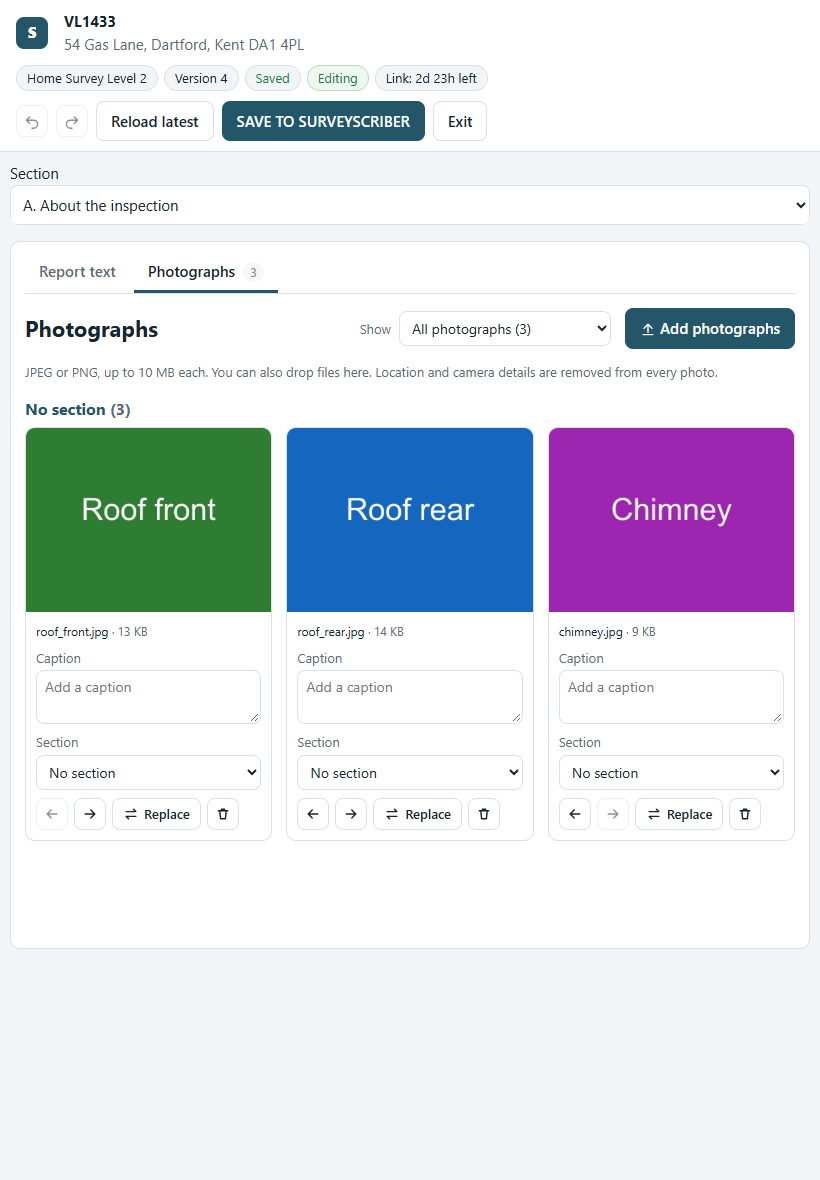 S
VL1433
54 Gas Lane, Dartford, Kent DA1 4PL
Home Survey Level 2 Version 4 Saved Editing Link: 2d 23h left
Reload latest SAVE TO SURVEYSCRIBER Exit
Section
A. About the inspection
Report text Photographs 3
Photographs Show All photographs (3) Add photographs
JPEG or PNG, up to 10 MB each. You can also drop files here. Location and camera details are removed from every photo.
No section (3)
Roof front Roof rear Chimney
roof_front.jpg · 13 KB roof_rear.jpg · 14 KB chimney.jpg · 9 KB
Caption Caption Caption
Add a caption Add a caption Add a caption
Section Section Section
No section No section No section
Replace Replace Replace